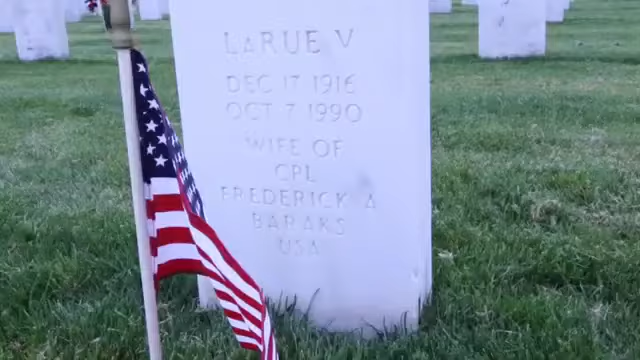 LaRUE V
DEC 17 1916
OCT 7 1990
WIFE OF
CPL
FREDERICK A
BARAKS
USA